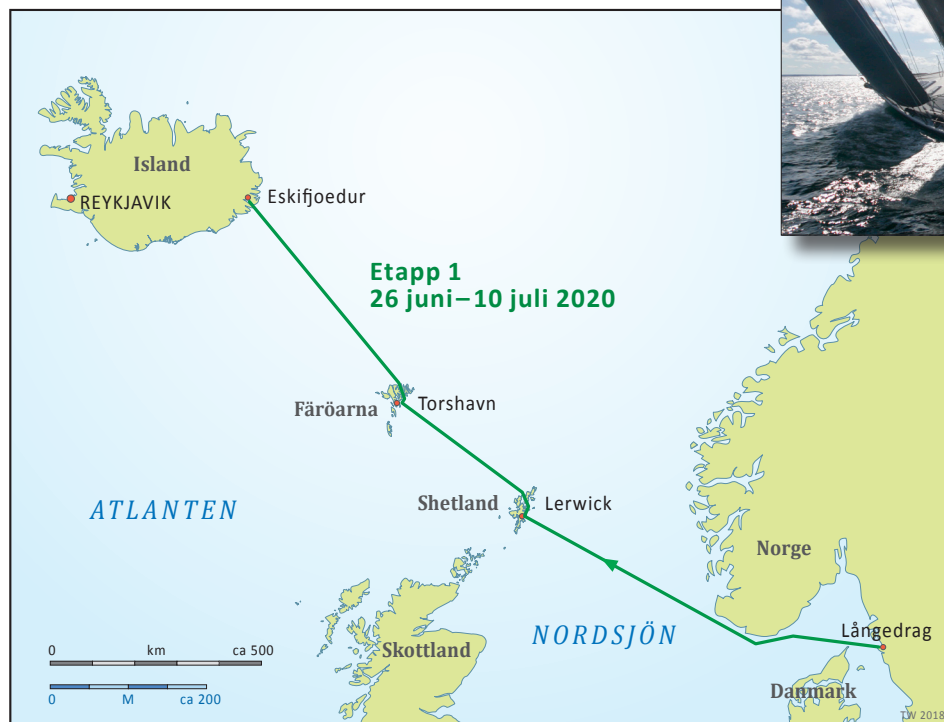 Island
REYKJAVIK
Eskifjoedur
Etapp 1
26 juni–10 juli 2020
Färöarna
Torshavn
Shetland
Lerwick
ATLANTEN
Norge
NORDSJÖN
Långedrag
Skottland
Danmark
0 km ca 500
0 M ca 200
TW 2018